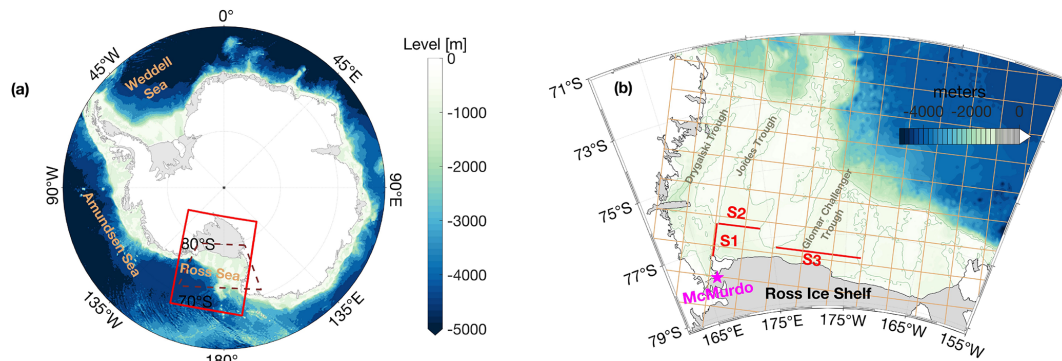 (a)
0°
45°W
45°E
90°W
90°E
135°W
135°E
180°
Weddell
Sea
Amundsen Sea
80°S
Ross Sea
70°S
Level [m]
0
-1000
-2000
-3000
-4000
-5000
(b)
71°S
73°S
75°S
77°S
79°S
165°E
175°E
175°W
165°W
155°W
meters
-4000
-2000
0
Drygalski Trough
Joides Trough
Glomar Challenger
Trough
S2
S1
S3
McMurdo
Ross Ice Shelf